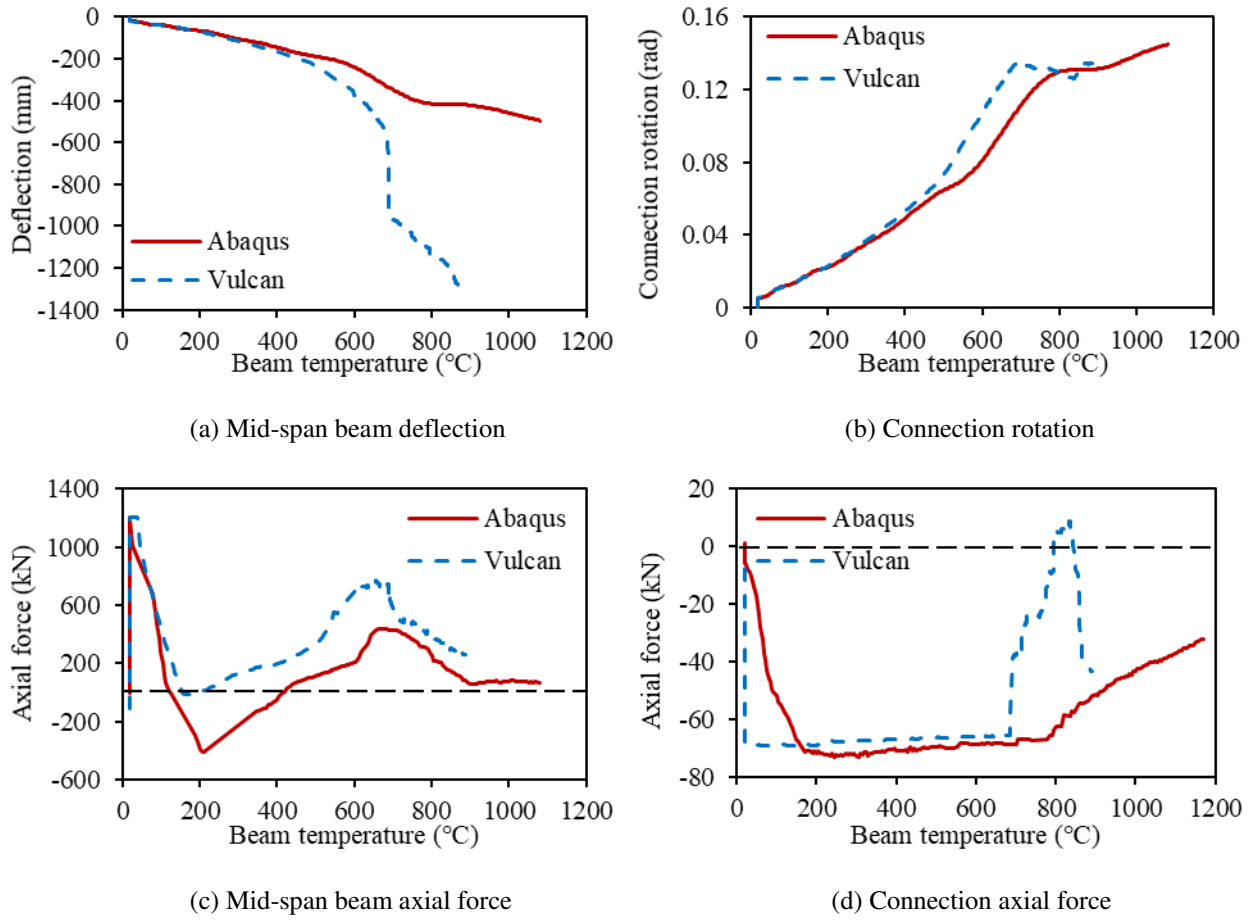 0
-200
-400
-600
-800
-1000
-1200
-1400
Deflection (mm)
Abaqus
Vulcan
0 200 400 600 800 1000 1200
Beam temperature (°C)
(a) Mid-span beam deflection
0.16
0.12
0.08
0.04
0
Connection rotation (rad)
Abaqus
Vulcan
0 200 400 600 800 1000 1200
Beam temperature (°C)
(b) Connection rotation
1400
1000
600
200
-200
-600
Axial force (kN)
Abaqus
Vulcan
0 200 400 600 800 1000 1200
Beam temperature (°C)
(c) Mid-span beam axial force
20
0
-20
-40
-60
-80
Axial force (kN)
Abaqus
Vulcan
0 200 400 600 800 1000 1200
Beam temperature (°C)
(d) Connection axial force